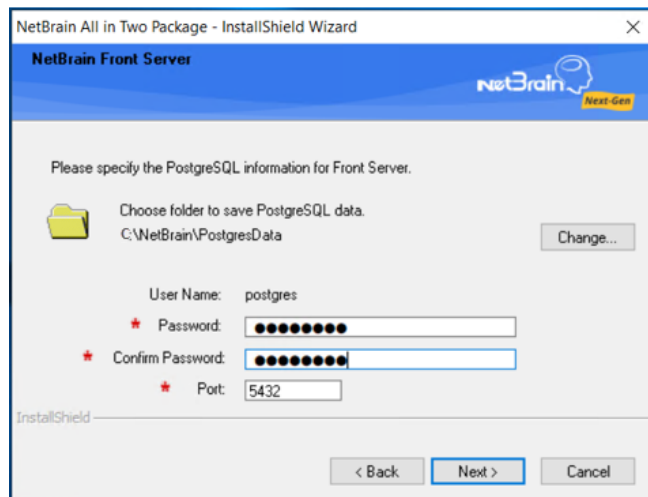 NetBrain All in Two Package - InstallShield Wizard
NetBrain Front Server
NetBrain
Next-Gen
Please specify the PostgreSQL information for Front Server.
Choose folder to save PostgreSQL data.
C:\NetBrain\PostgresData
Change...
User Name: postgres
* Password: ●●●●●●●●
* Confirm Password: ●●●●●●●●
* Port: 5432
InstallShield
< Back Next > Cancel